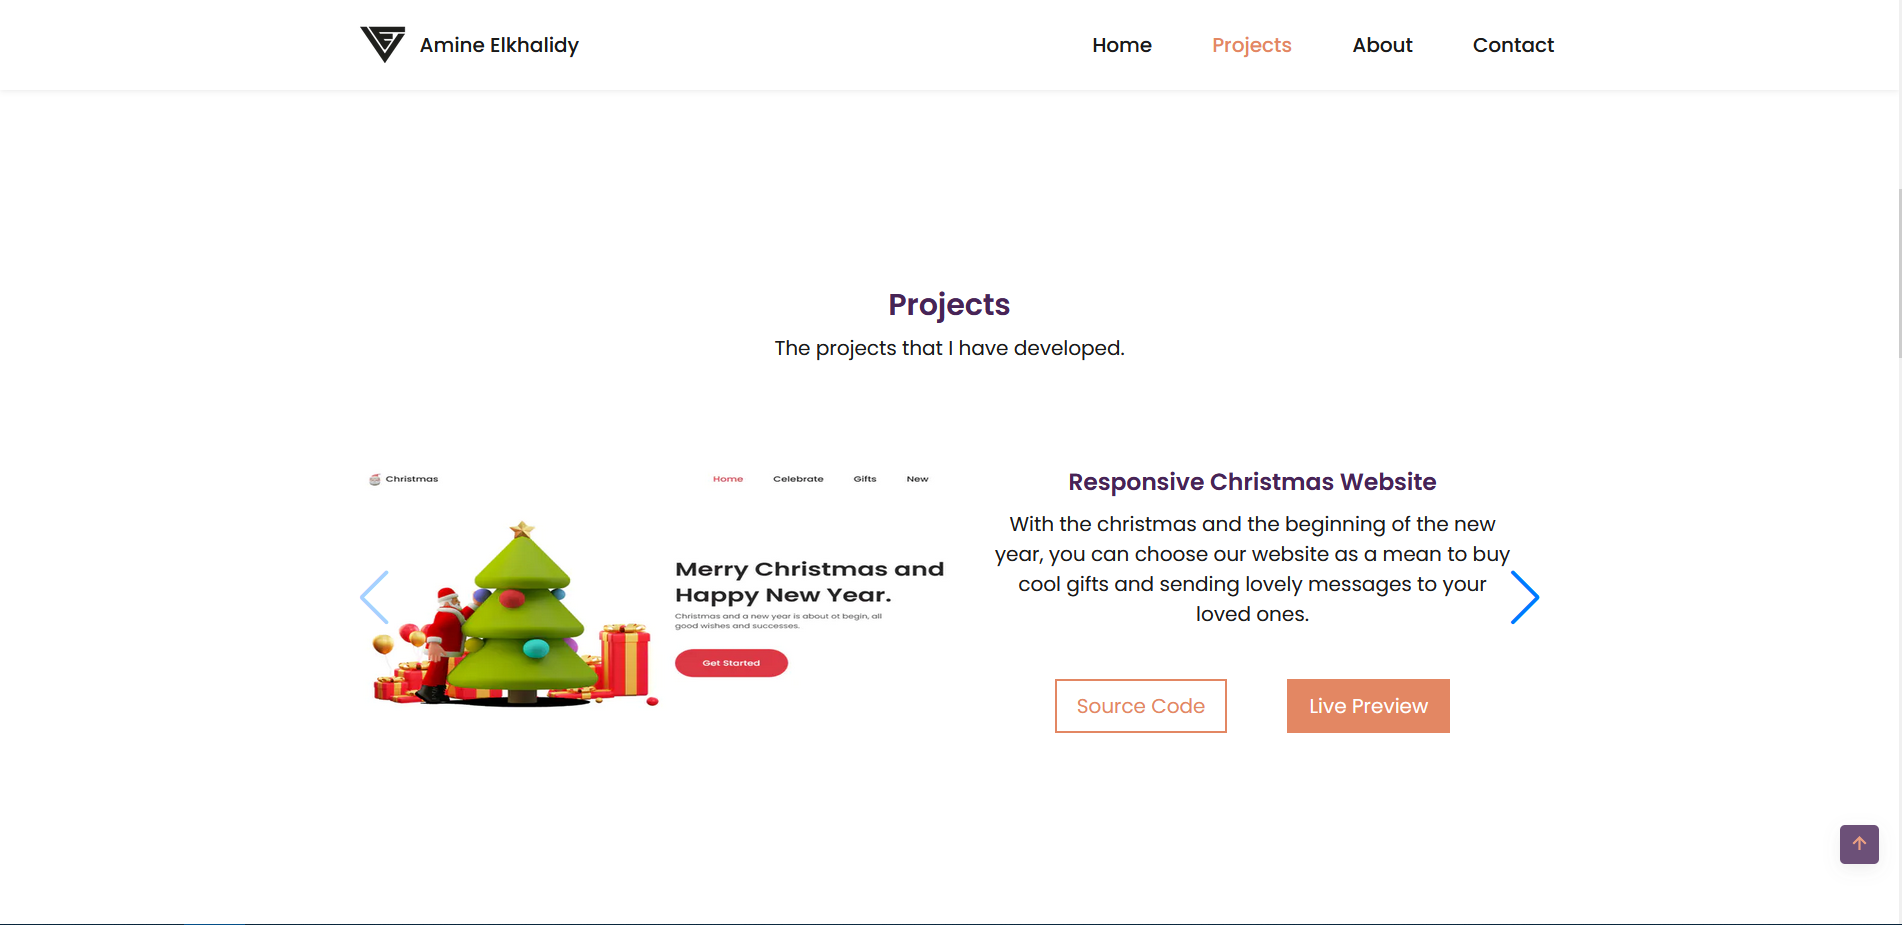 Amine Elkhalidy
Home Projects About Contact
Projects
The projects that I have developed.
Christmas
Home Celebrate Gifts New
Merry Christmas and
Happy New Year.
Christmas and a new year is about ot begin, all
good wishes and successes.
Get Started
Responsive Christmas Website
With the christmas and the beginning of the new
year, you can choose our website as a mean to buy
cool gifts and sending lovely messages to your
loved ones.
Source Code Live Preview